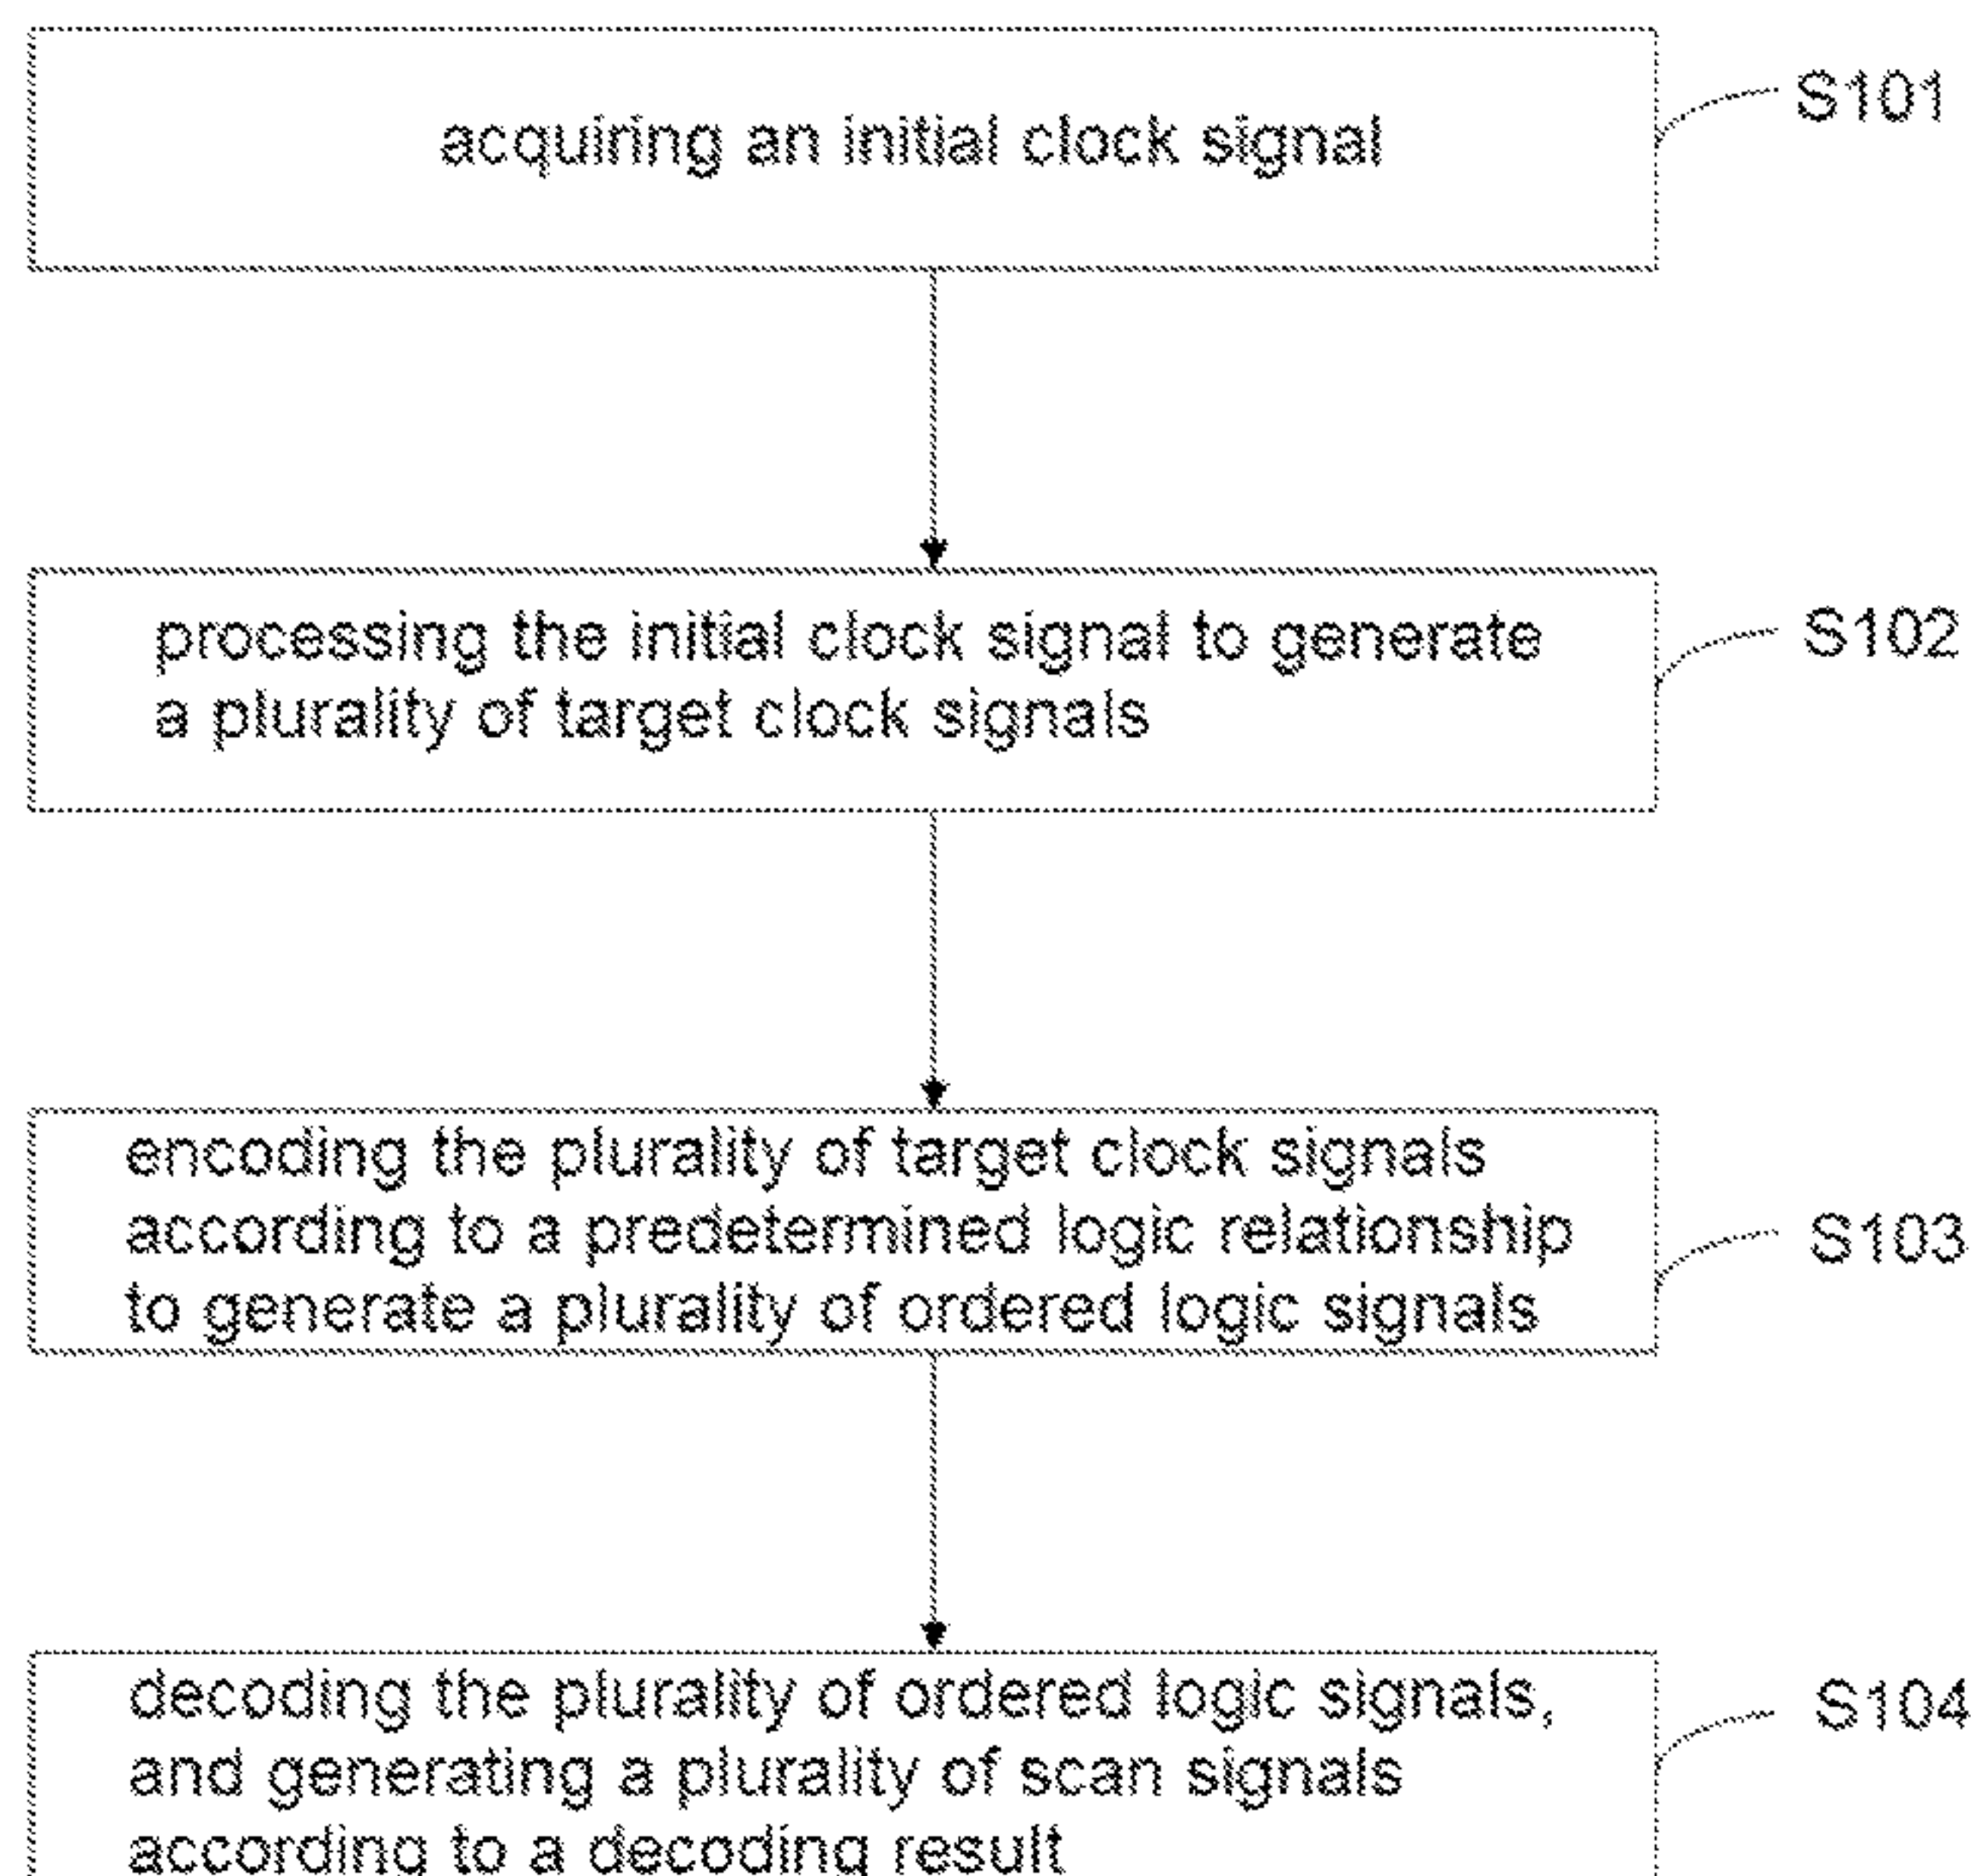 acquiring an initial clock signal
S101
processing the initial clock signal to generate
a plurality of target clock signals
S102
encoding the plurality of target clock signals
according to a predetermined logic relationship
to generate a plurality of ordered logic signals
S103
decoding the plurality of ordered logic signals,
and generating a plurality of scan signals
according to a decoding result
S104